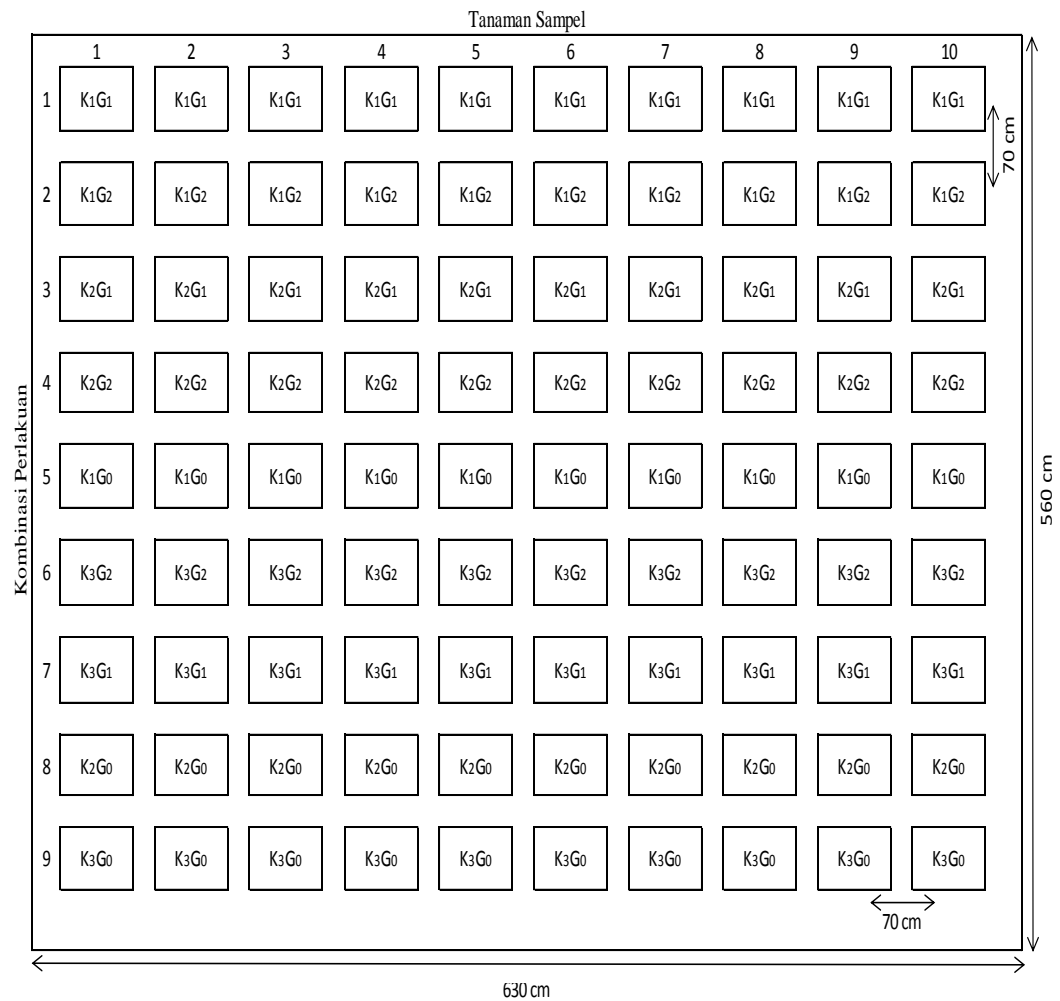 Tanaman Sampel
1 2 3 4 5 6 7 8 9 10
1 K1G1 K1G1 K1G1 K1G1 K1G1 K1G1 K1G1 K1G1 K1G1 K1G1
70 cm
2 K1G2 K1G2 K1G2 K1G2 K1G2 K1G2 K1G2 K1G2 K1G2 K1G2
3 K2G1 K2G1 K2G1 K2G1 K2G1 K2G1 K2G1 K2G1 K2G1 K2G1
4 K2G2 K2G2 K2G2 K2G2 K2G2 K2G2 K2G2 K2G2 K2G2 K2G2
Kombinasi Perlakuan
5 K1G0 K1G0 K1G0 K1G0 K1G0 K1G0 K1G0 K1G0 K1G0 K1G0
560 cm
6 K3G2 K3G2 K3G2 K3G2 K3G2 K3G2 K3G2 K3G2 K3G2 K3G2
7 K3G1 K3G1 K3G1 K3G1 K3G1 K3G1 K3G1 K3G1 K3G1 K3G1
8 K2G0 K2G0 K2G0 K2G0 K2G0 K2G0 K2G0 K2G0 K2G0 K2G0
9 K3G0 K3G0 K3G0 K3G0 K3G0 K3G0 K3G0 K3G0 K3G0 K3G0
70 cm
630 cm